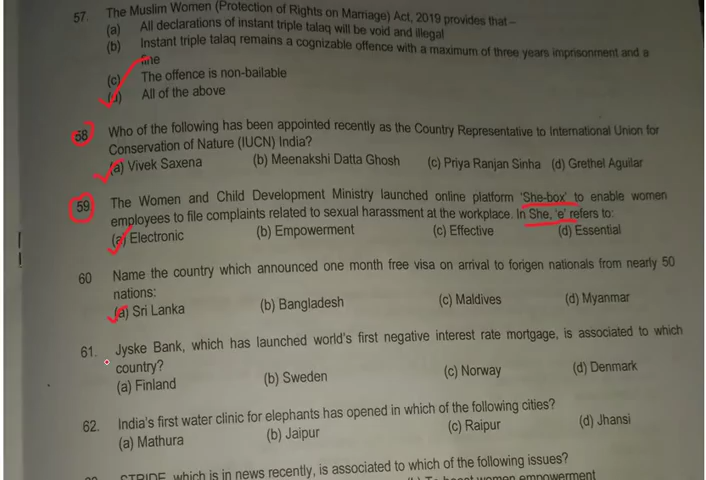 57. The Muslim Women (Protection of Rights on Marriage) Act, 2019 provides that –
(a) All declarations of instant triple talaq will be void and illegal
(b) Instant triple talaq remains a cognizable offence with a maximum of three years imprisonment and a
fine
(c) The offence is non-bailable
(d) All of the above
58 Who of the following has been appointed recently as the Country Representative to International Union for
Conservation of Nature (IUCN) India?
(a) Vivek Saxena (b) Meenakshi Datta Ghosh (c) Priya Ranjan Sinha (d) Grethel Aguilar
59 The Women and Child Development Ministry launched online platform 'She-box' to enable women
employees to file complaints related to sexual harassment at the workplace. In She, 'e' refers to:
(a) Electronic (b) Empowerment (c) Effective (d) Essential
60 Name the country which announced one month free visa on arrival to forigen nationals from nearly 50
nations:
(a) Sri Lanka (b) Bangladesh (c) Maldives (d) Myanmar
61. Jyske Bank, which has launched world's first negative interest rate mortgage, is associated to which
country?
(a) Finland (b) Sweden (c) Norway (d) Denmark
62. India's first water clinic for elephants has opened in which of the following cities?
(a) Mathura (b) Jaipur (c) Raipur (d) Jhansi
STRIDE, which is in news recently, is associated to which of the following issues?
women empowerment